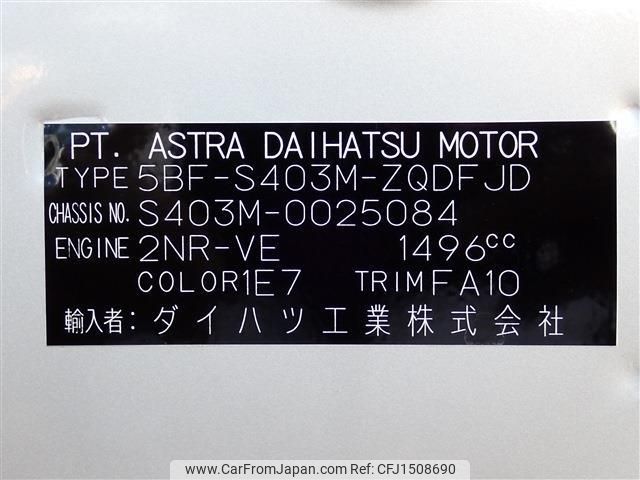 PT. ASTRA DAIHATSU MOTOR
TYPE 5BF-S403M-ZQDFJD
CHASSIS NO. S403M-0025084
ENGINE 2NR-VE 1496cc
COLOR 1E7 TRIM FA10
輸入者: ダイハツ工業株式会社
www.CarFromJapan.com - CFJ1508690